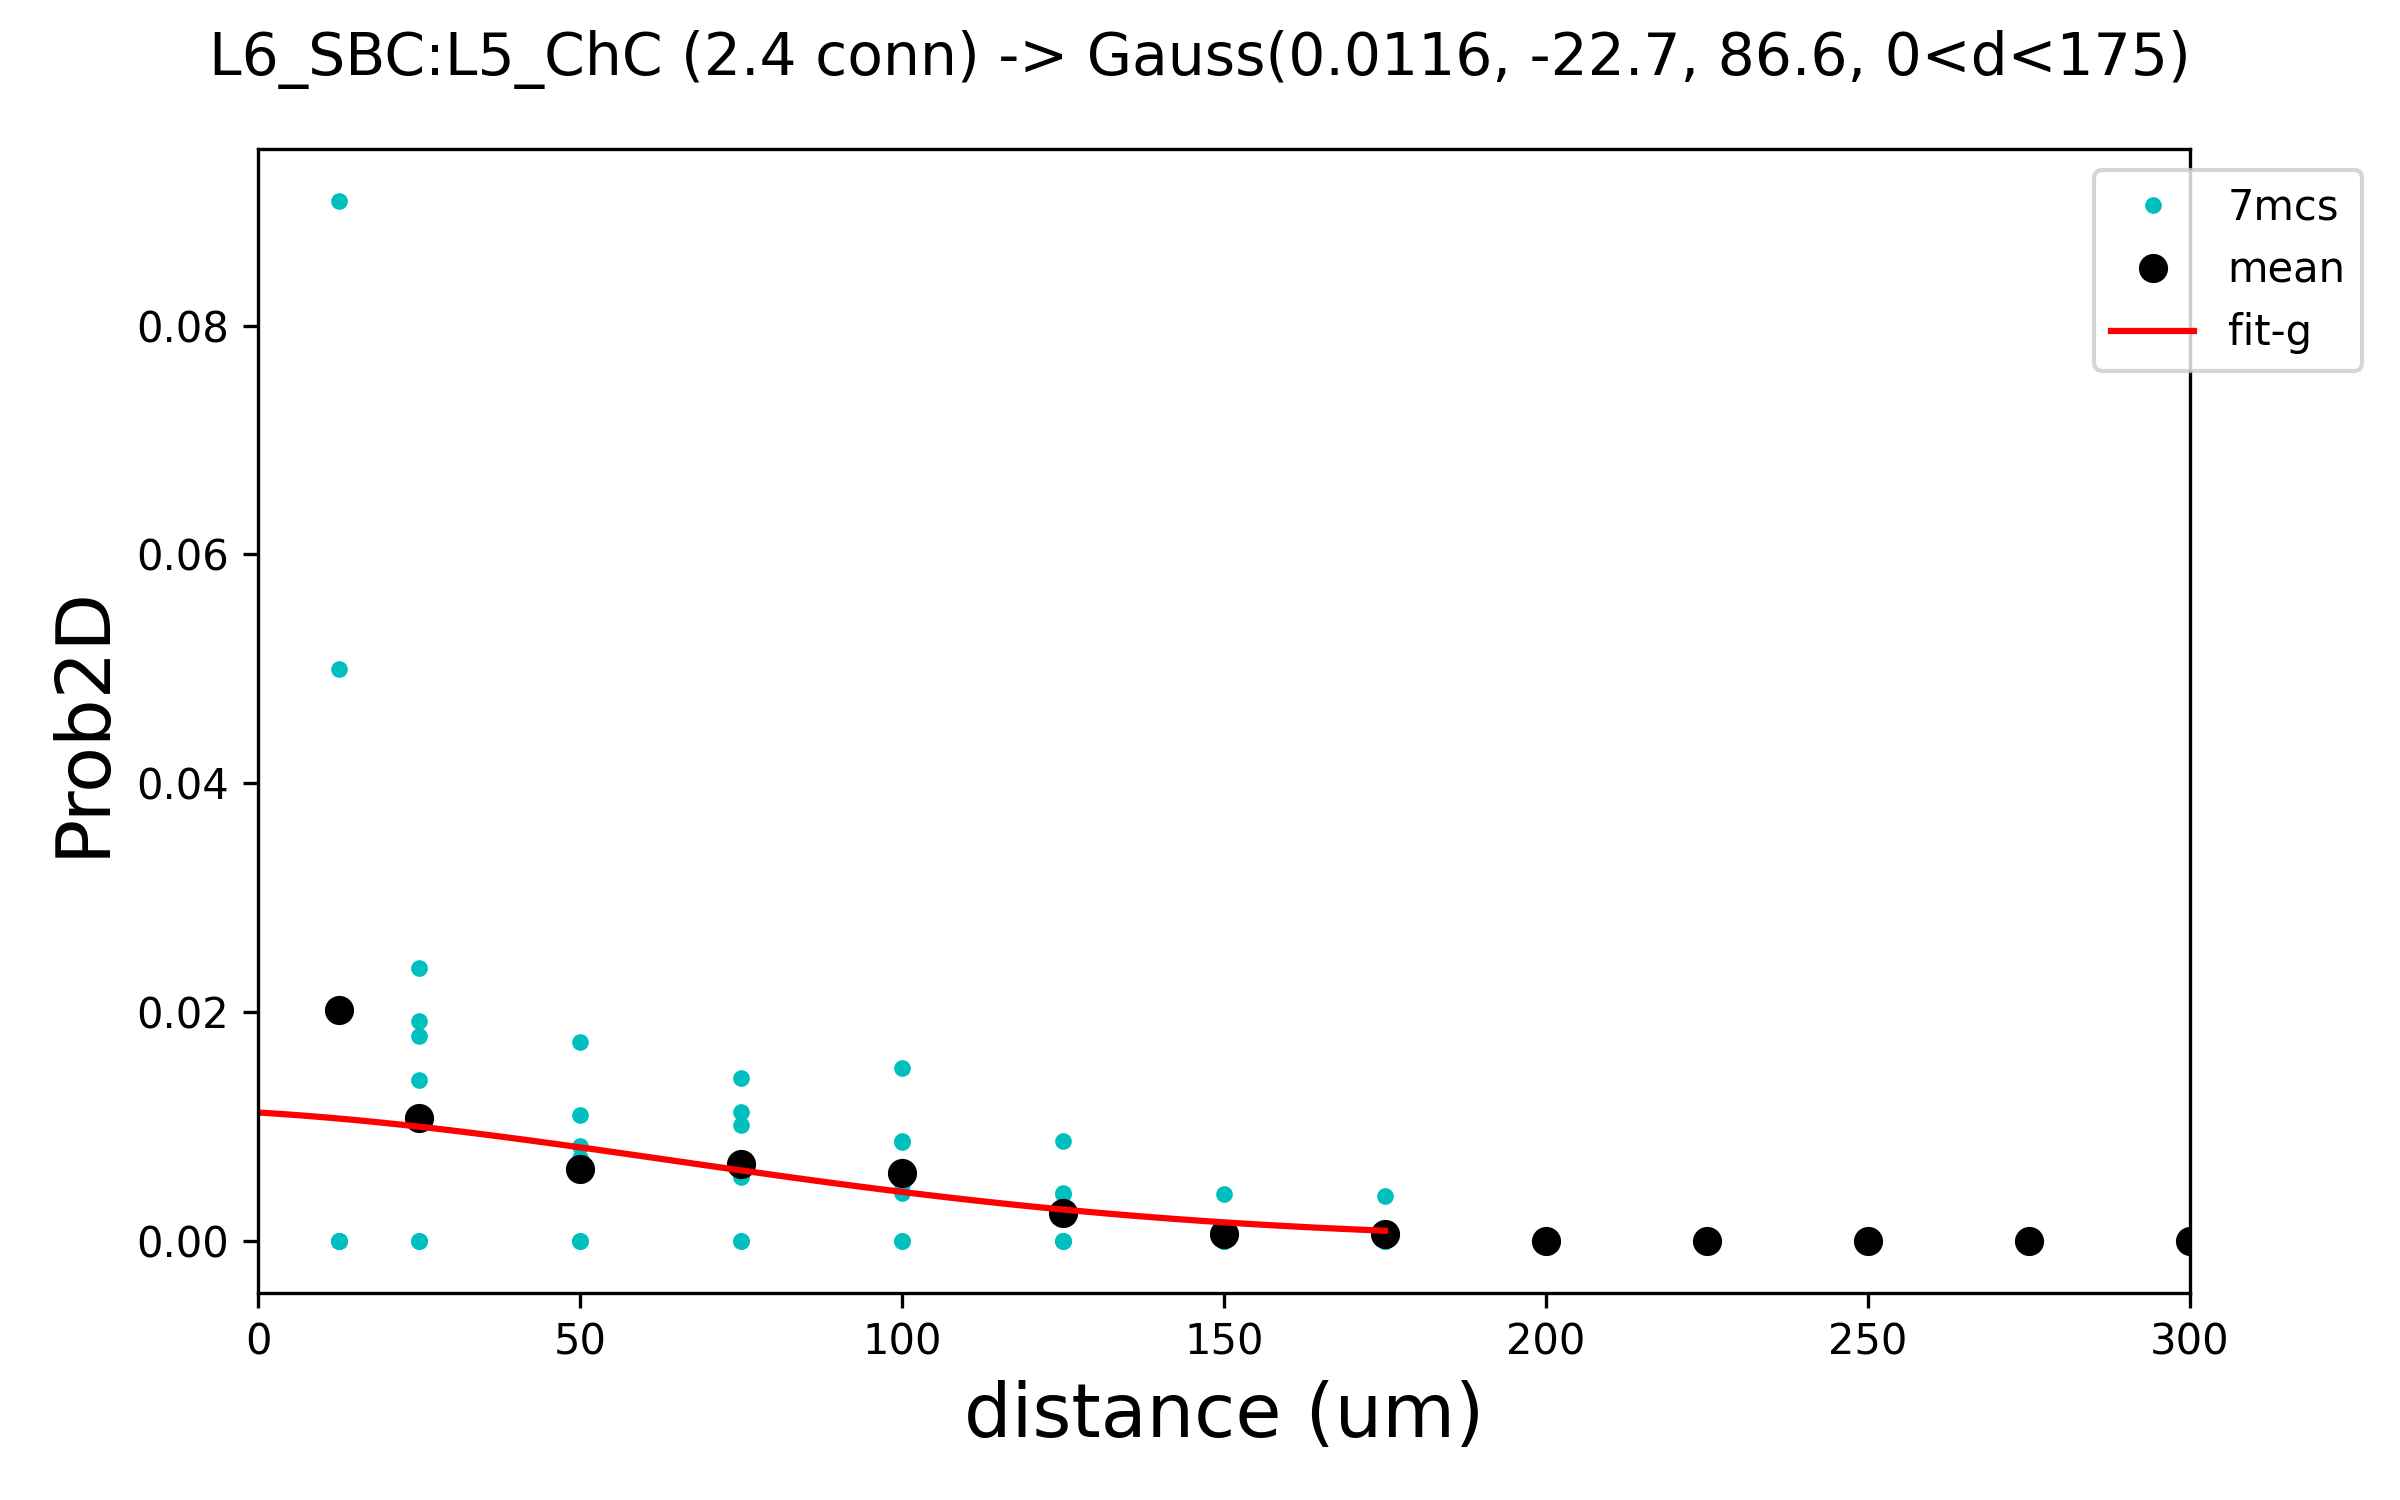 L6_SBC:L5_ChC (2.4 conn) -> Gauss(0.0116, -22.7, 86.6, 0<d<175)
7mcs
mean
fit-g
Prob2D
0.08
0.06
0.04
0.02
0.00
0 50 100 150 200 250 300
distance (um)